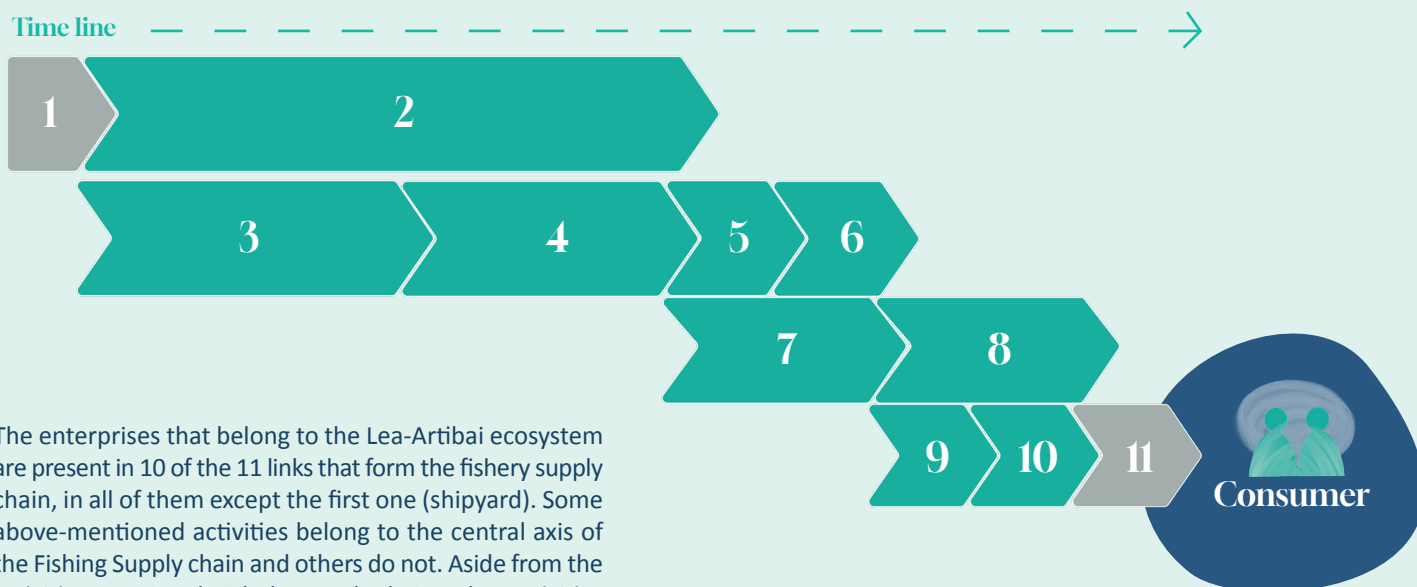 Time line
1 2
3 4 5 6
7 8
9 10 11
Consumer
The enterprises that belong to the Lea-Artibai ecosystem
are present in 10 of the 11 links that form the fishery supply
chain, in all of them except the first one (shipyard). Some
above-mentioned activities belong to the central axis of
the Fishing Supply chain and others do not. Aside from the